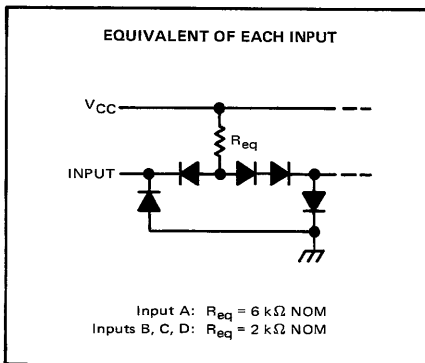 EQUIVALENT OF EACH INPUT
VCC
Req
INPUT
Input A: Req = 6 kΩ NOM
Inputs B, C, D: Req = 2 kΩ NOM